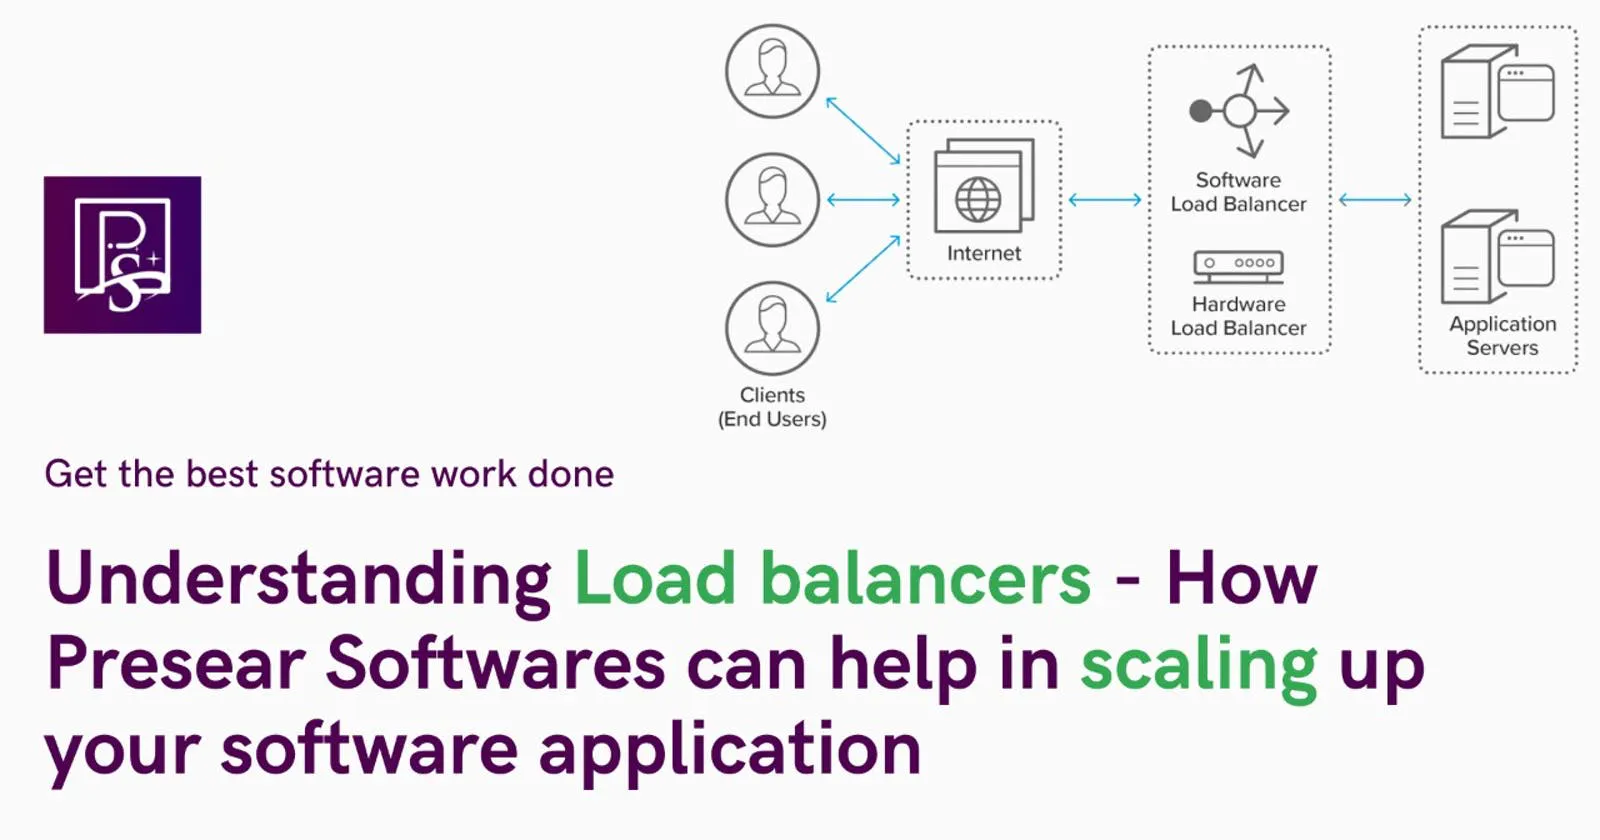 Software
Load Balancer
Internet
Hardware
Load Balancer
Application
Servers
Clients
(End Users)
PS
Get the best software work done
Understanding Load balancers - How
Presear Softwares can help in scaling up
your software application